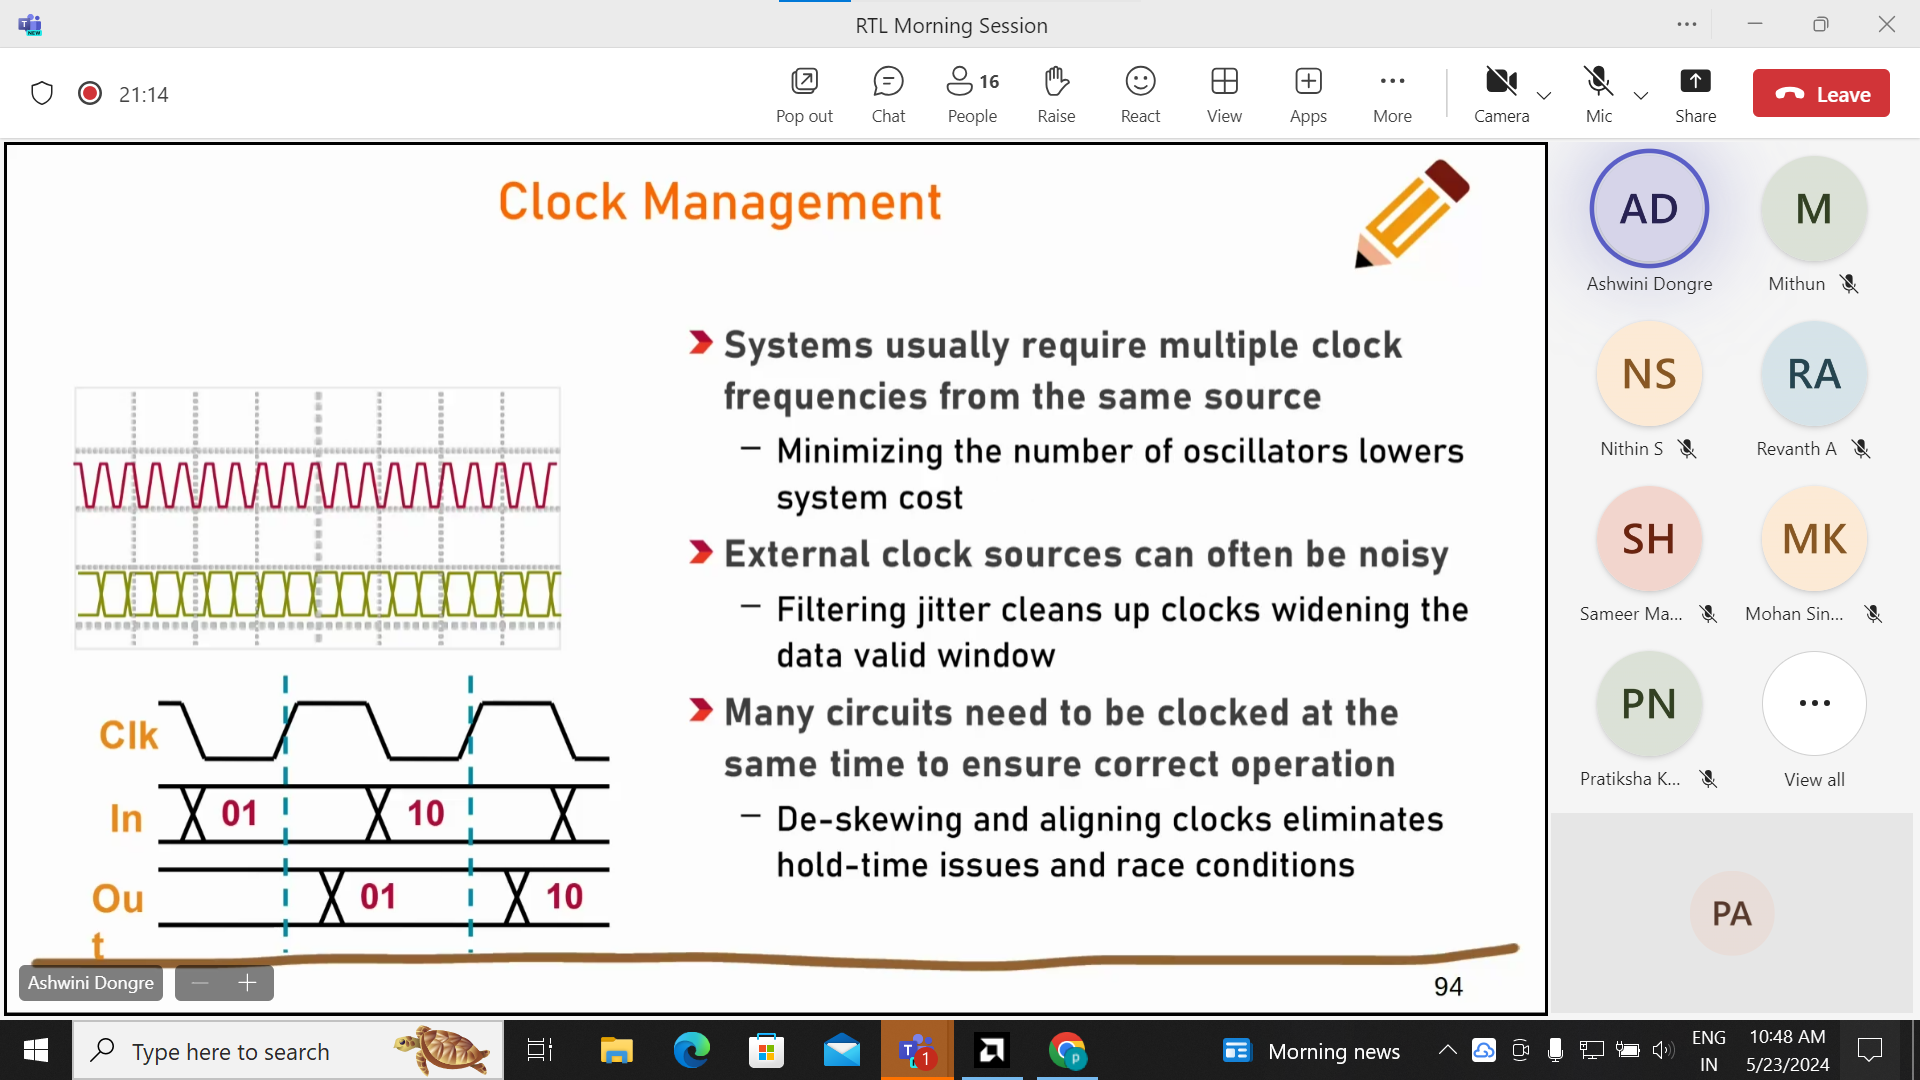 RTL Morning Session
NEW
21:14
Pop out
Chat
16
People
Raise
React
View
Apps
More
Camera
Mic
Share
Leave
Clock Management
Systems usually require multiple clock
frequencies from the same source
– Minimizing the number of oscillators lowers
system cost
External clock sources can often be noisy
– Filtering jitter cleans up clocks widening the
data valid window
Many circuits need to be clocked at the
same time to ensure correct operation
– De-skewing and aligning clocks eliminates
hold-time issues and race conditions
Clk
In
01
10
Ou
t
01
10
94
Ashwini Dongre
AD
Ashwini Dongre
M
Mithun
NS
Nithin S
RA
Revanth A
SH
Sameer Ma...
MK
Mohan Sin...
PN
Pratiksha K...
View all
PA
Type here to search
1
p
Morning news
ENG
IN
10:48 AM
5/23/2024